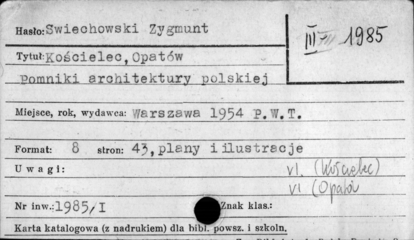 Hasło: Swiechowski Zygmunt
III 1985
Tytuł: Kościelec, Opatów
pomniki architektury polskiej
Miejsce, rok, wydawca: Warszawa 1954 P.W.T.
Format: 8 stron: 43, plany i ilustracje
Uwagi: VI. (Kościelec)
VI (Opatów
Nr inw.: 1985/I Znak klas.:
Karta katalogowa (z nadrukiem) dla bibl. powsz. i szkoln.